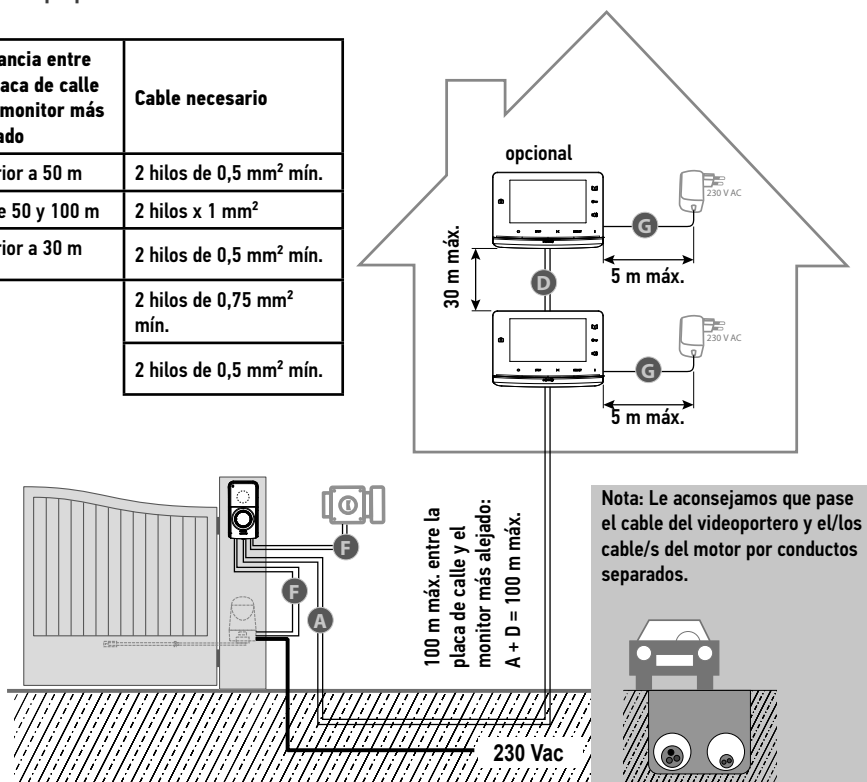 ancia entre
aca de calle
monitor más
ado
Cable necesario
rior a 50 m
2 hilos de 0,5 mm² mín.
e 50 y 100 m
2 hilos x 1 mm²
rior a 30 m
2 hilos de 0,5 mm² mín.
2 hilos de 0,75 mm²
mín.
2 hilos de 0,5 mm² mín.
opcional
230 V AC
G
5 m máx.
30 m máx.
D
230 V AC
G
5 m máx.
F
F
A
100 m máx. entre la
placa de calle y el
monitor más alejado:
A + D = 100 m máx.
230 Vac
Nota: Le aconsejamos que pase
el cable del videoportero y el/los
cable/s del motor por conductos
separados.